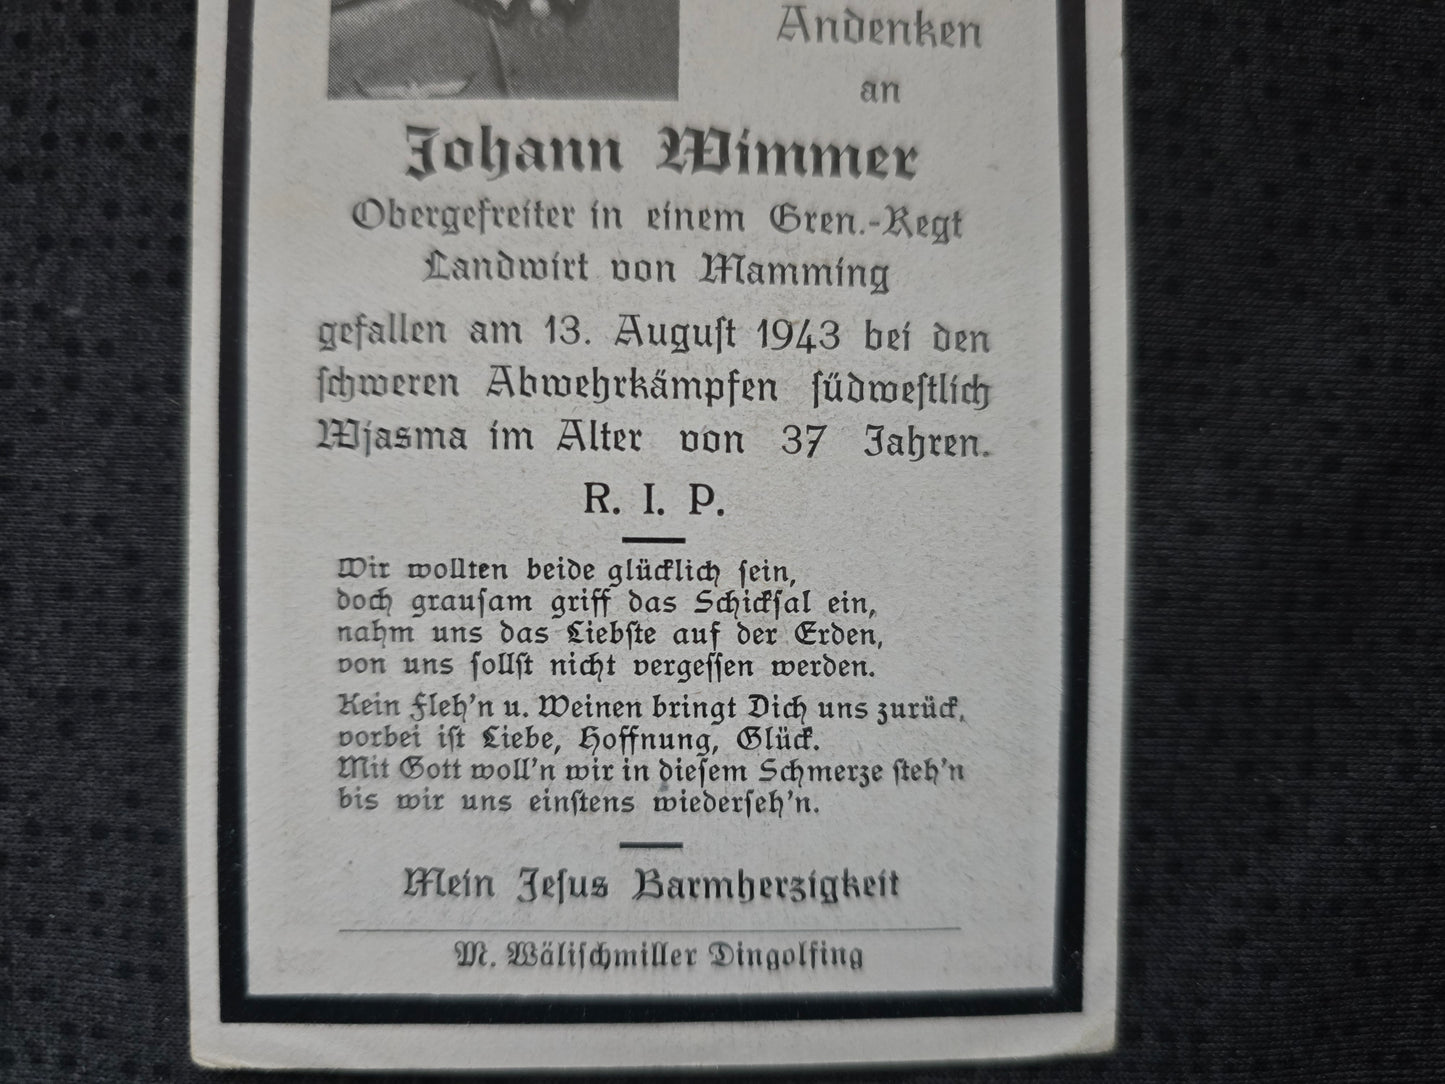 Andenken
an
Johann Wimmer
Obergefreiter in einem Gren.-Regt
Landwirt von Mamming
gefallen am 13. Auguſt 1943 bei den
ſchweren Abwehrkämpfen ſüdweſtlich
Wjasma im Alter von 37 Jahren.
R. I. P.
Wir wollten beide glücklich ſein,
doch grauſam griff das Schickſal ein,
nahm uns das Liebſte auf der Erden,
von uns ſollſt nicht vergeſſen werden.
Kein Fleh'n u. Weinen bringt Dich uns zurück,
vorbei iſt Liebe, Hoffnung, Glück.
Mit Gott woll'n wir in dieſem Schmerze ſteh'n
bis wir uns einſtens wiederſeh'n.
Mein Jeſus Barmherzigkeit
M. Wäliſchmiller Dingolfing